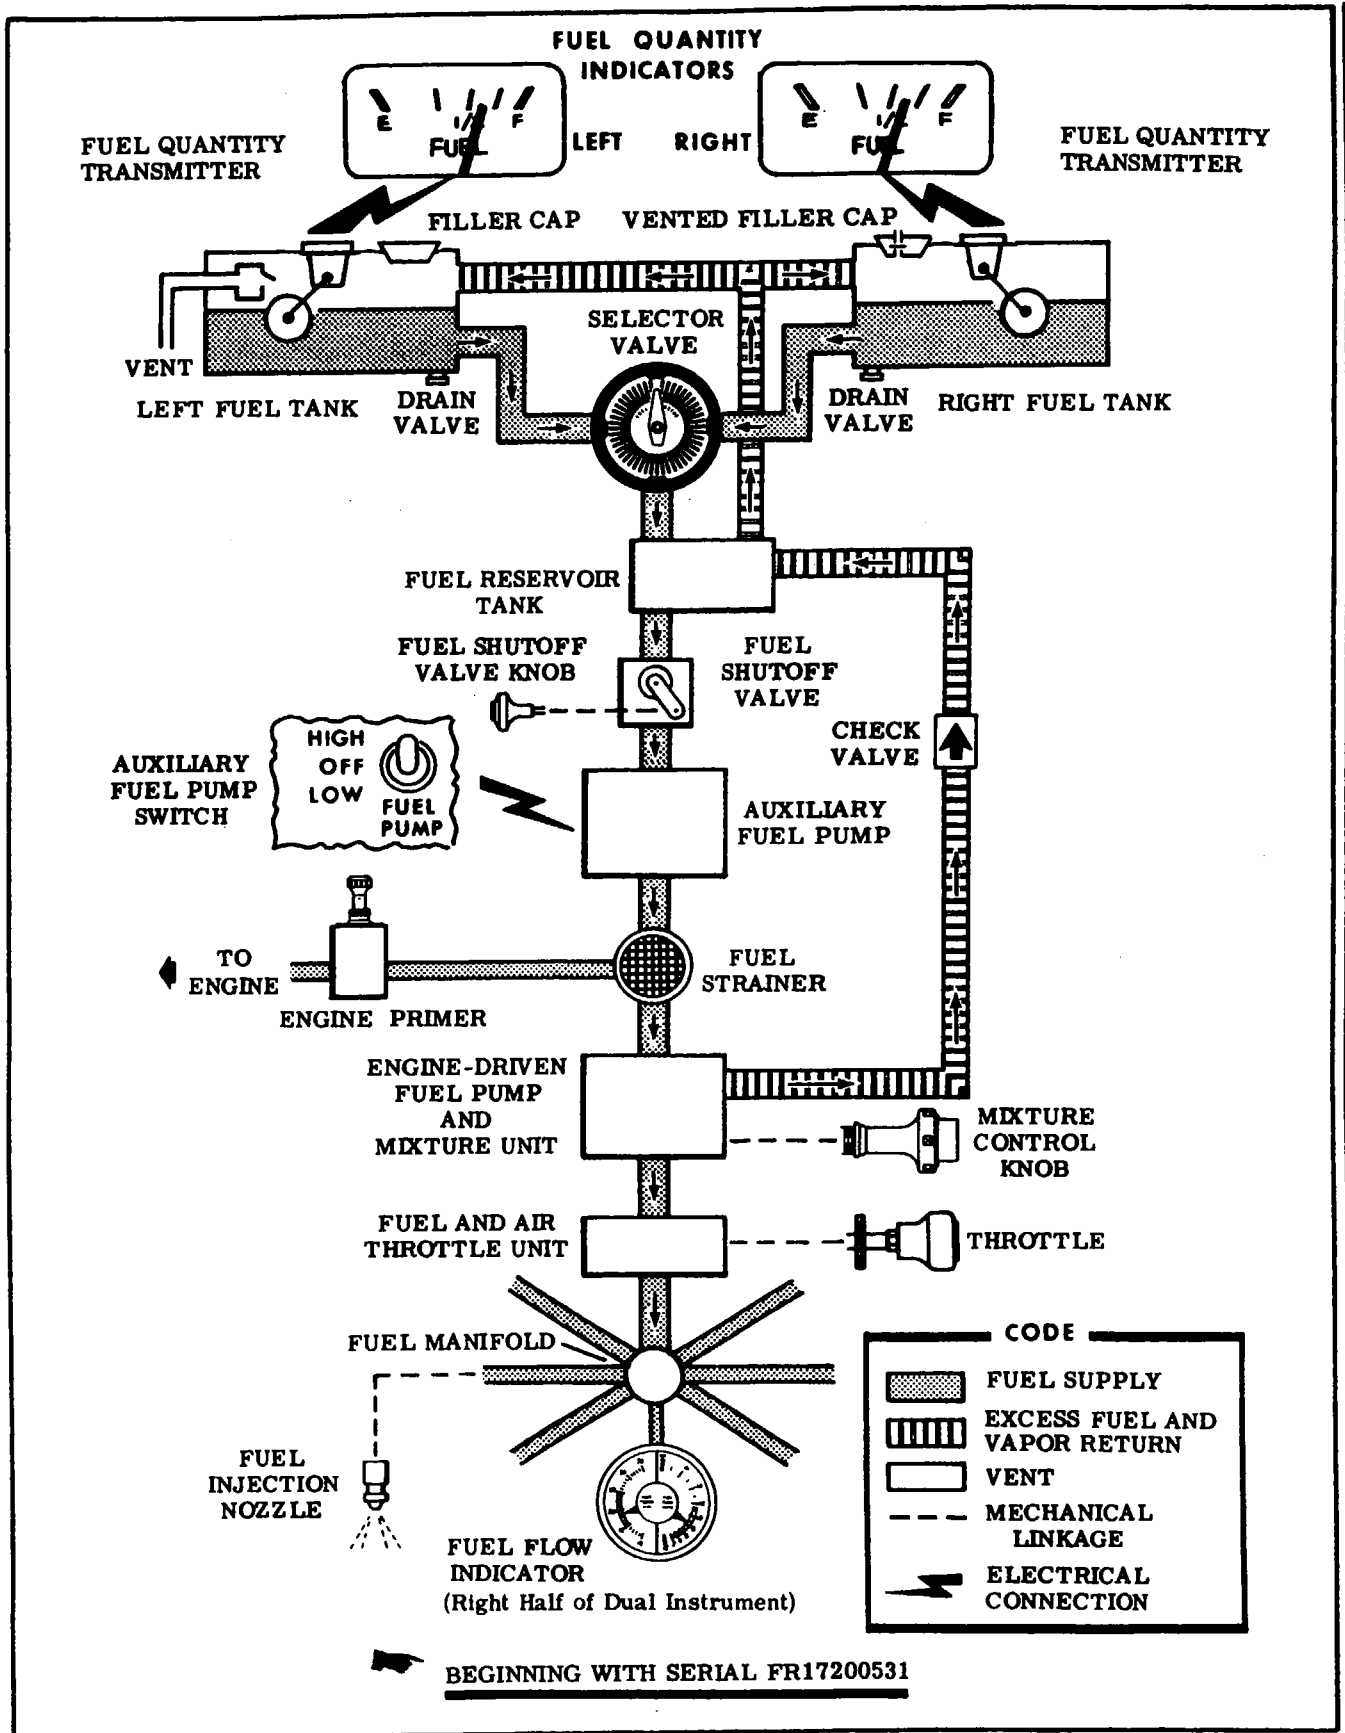 FUEL QUANTITY
INDICATORS
E 1/2 F
FUEL
LEFT
RIGHT
E 1/2 F
FUEL
FUEL QUANTITY
TRANSMITTER
FUEL QUANTITY
TRANSMITTER
FILLER CAP
VENTED FILLER CAP
SELECTOR
VALVE
VENT
LEFT FUEL TANK
DRAIN
VALVE
DRAIN
VALVE
RIGHT FUEL TANK
FUEL RESERVOIR
TANK
FUEL SHUTOFF
VALVE KNOB
FUEL
SHUTOFF
VALVE
CHECK
VALVE
AUXILIARY
FUEL PUMP
SWITCH
HIGH
OFF
LOW
FUEL
PUMP
AUXILIARY
FUEL PUMP
TO
ENGINE
ENGINE PRIMER
FUEL
STRAINER
ENGINE-DRIVEN
FUEL PUMP
AND
MIXTURE UNIT
MIXTURE
CONTROL
KNOB
FUEL AND AIR
THROTTLE UNIT
THROTTLE
FUEL MANIFOLD
FUEL
INJECTION
NOZZLE
FUEL FLOW
INDICATOR
(Right Half of Dual Instrument)
CODE
FUEL SUPPLY
EXCESS FUEL AND
VAPOR RETURN
VENT
MECHANICAL
LINKAGE
ELECTRICAL
CONNECTION
BEGINNING WITH SERIAL FR17200531